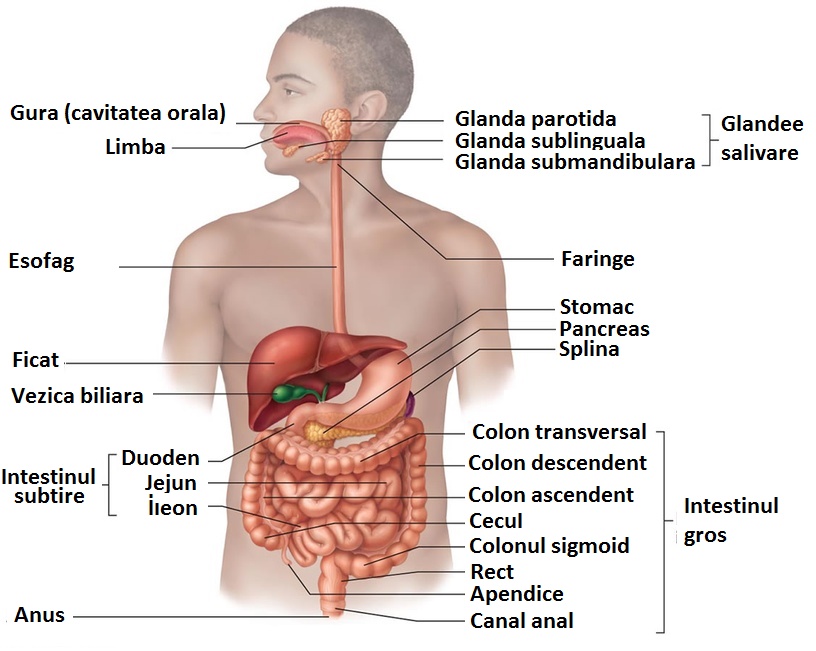 Gura (cavitatea orala)
Limba
Esofag
Ficat
Vezica biliara
Intestinul
subtire
Duoden
Jejun
İıeon
Anus
Glanda parotida
Glanda sublinguala
Glanda submandibulara
Glandee
salivare
Faringe
Stomac
Pancreas
Splina
Colon transversal
Colon descendent
Colon ascendent
Cecul
Colonul sigmoid
Rect
Apendice
Canal anal
Intestinul
gros